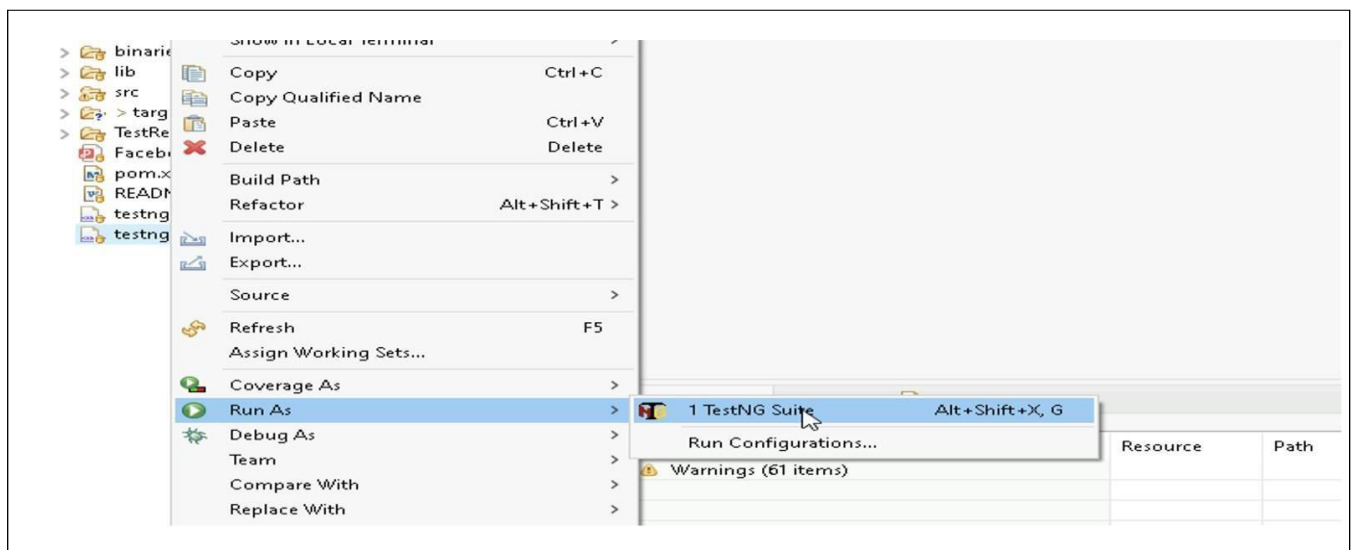 binarie
lib
src
> targ
TestRe
Facebo
pom.x
READM
testng
testng
Show In Local Terminal >
Copy Ctrl+C
Copy Qualified Name
Paste Ctrl+V
Delete Delete
Build Path >
Refactor Alt+Shift+T >
Import...
Export...
Source >
Refresh F5
Assign Working Sets...
Coverage As >
Run As >
Debug As >
Team >
Compare With >
Replace With >
1 TestNG Suite Alt+Shift+X, G
Run Configurations...
Resource Path
Warnings (61 items)